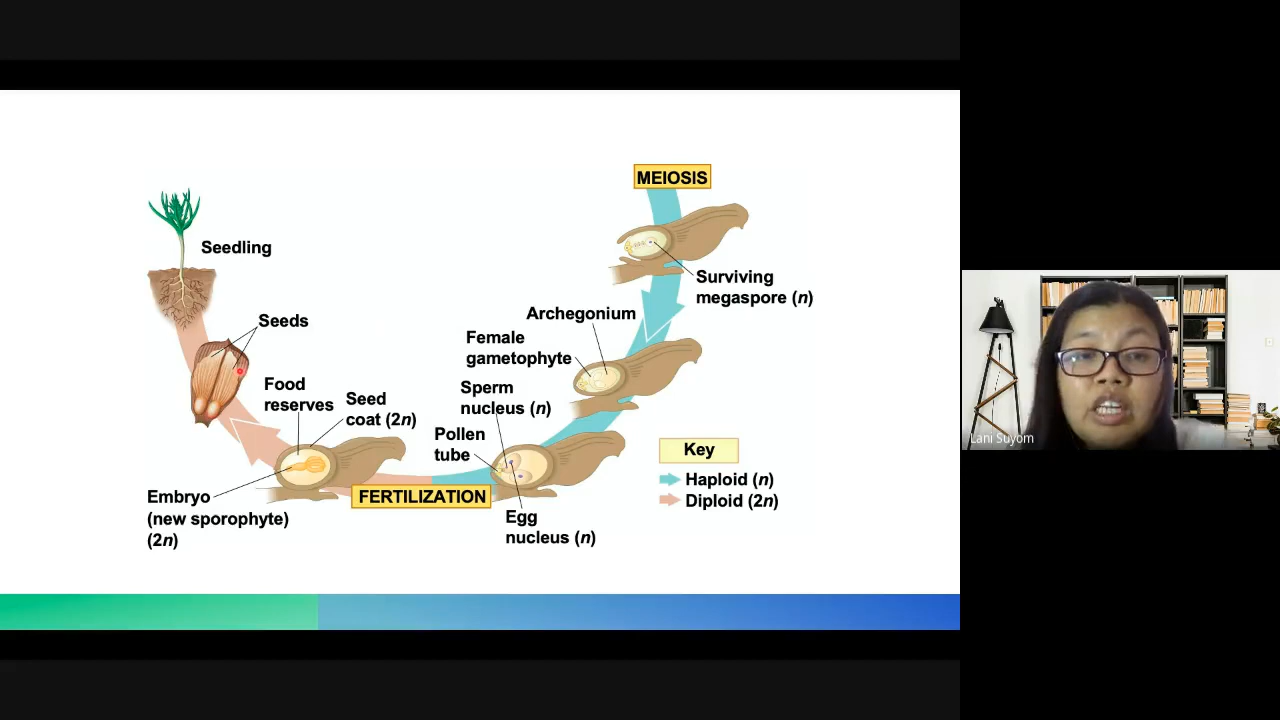 MEIOSIS
Surviving
megaspore (n)
Archegonium
Female
gametophyte
Sperm
nucleus (n)
Pollen
tube
Egg
nucleus (n)
FERTILIZATION
Seedling
Seeds
Food
reserves
Seed
coat (2n)
Embryo
(new sporophyte)
(2n)
Key
Haploid (n)
Diploid (2n)
Lani Suyom